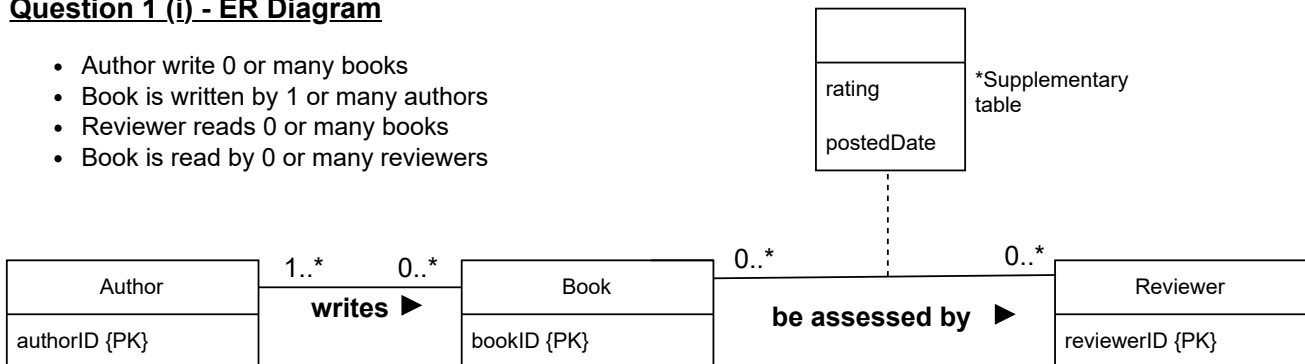 Question 1 (i) - ER Diagram
• Author write 0 or many books
• Book is written by 1 or many authors
• Reviewer reads 0 or many books
• Book is read by 0 or many reviewers
rating
postedDate
*Supplementary
table
Author
authorID {PK}
1..*
0..*
writes ►
Book
bookID {PK}
0..*
0..*
be assessed by ►
Reviewer
reviewerID {PK}